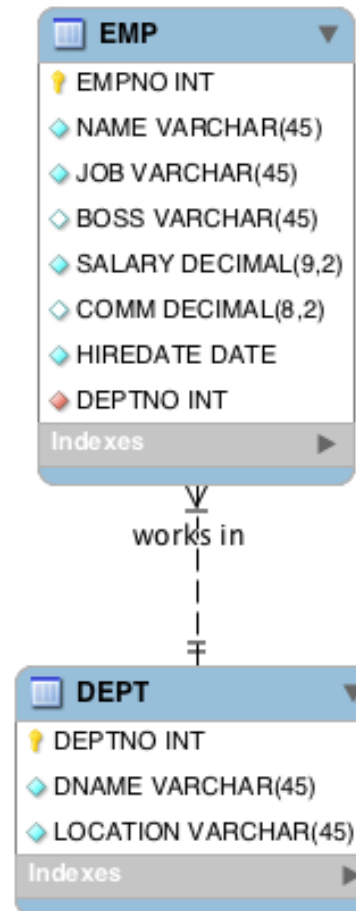 EMP
EMPNO INT
NAME VARCHAR(45)
JOB VARCHAR(45)
BOSS VARCHAR(45)
SALARY DECIMAL(9,2)
COMM DECIMAL(8,2)
HIREDATE DATE
DEPTNO INT
Indexes
works in
DEPT
DEPTNO INT
DNAME VARCHAR(45)
LOCATION VARCHAR(45)
Indexes